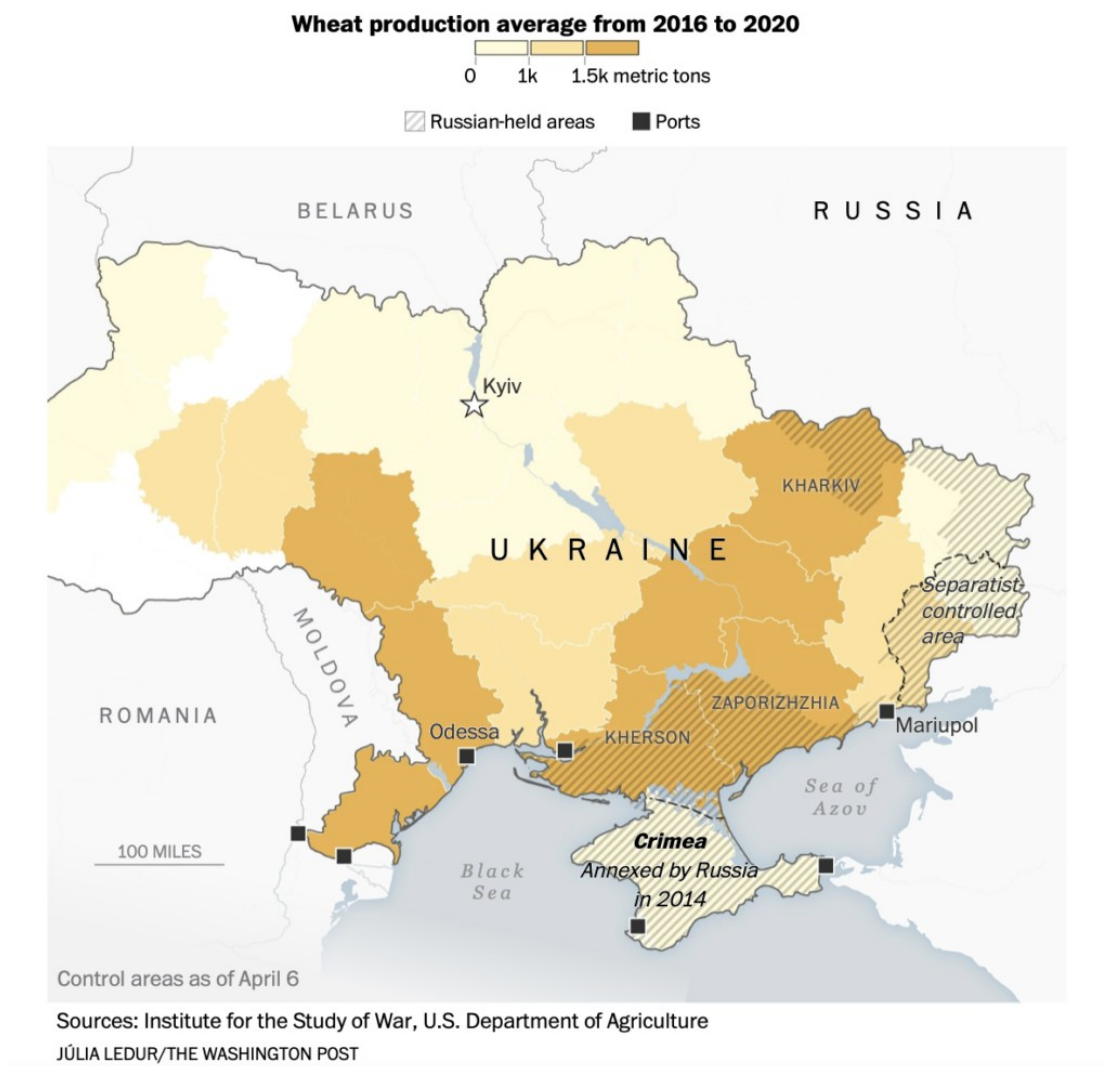 Wheat production average from 2016 to 2020
0 1k 1.5k metric tons
Russian-held areas Ports
BELARUS
RUSSIA
Kyiv
KHARKIV
UKRAINE
Separatist-
controlled
area
MOLDOVA
ROMANIA
ZAPORIZHZHIA
Mariupol
Odessa
KHERSON
Sea of
Azov
100 MILES
Crimea
Annexed by Russia
in 2014
Black
Sea
Control areas as of April 6
Sources: Institute for the Study of War, U.S. Department of Agriculture
JÚLIA LEDUR/THE WASHINGTON POST